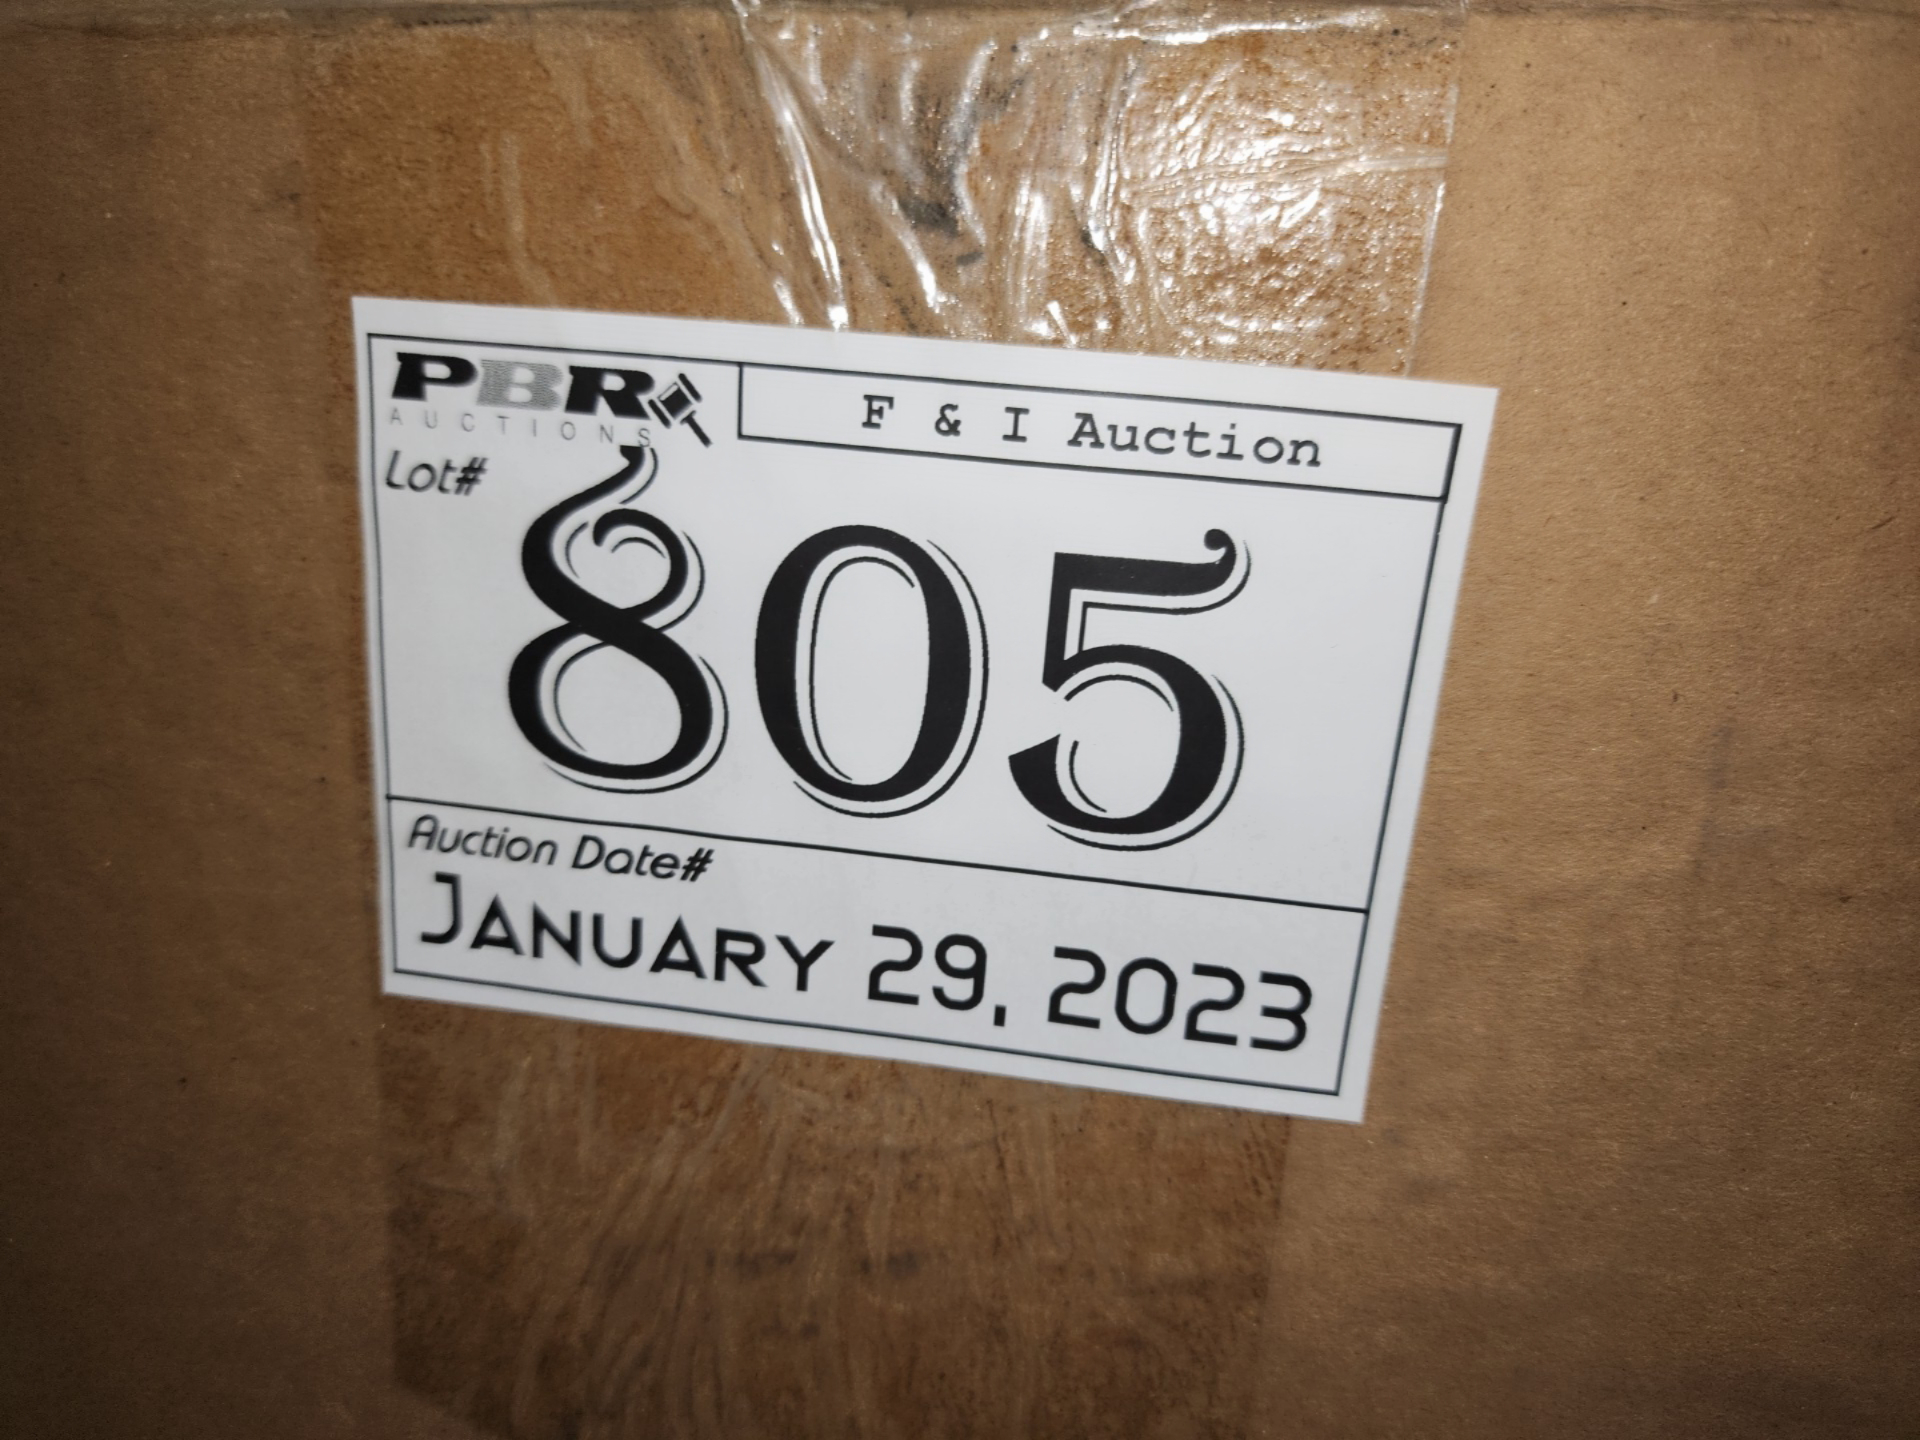 PBR
AUCTIONS
F & I Auction
Lot#
805
Auction Date#
JANUARY 29, 2023